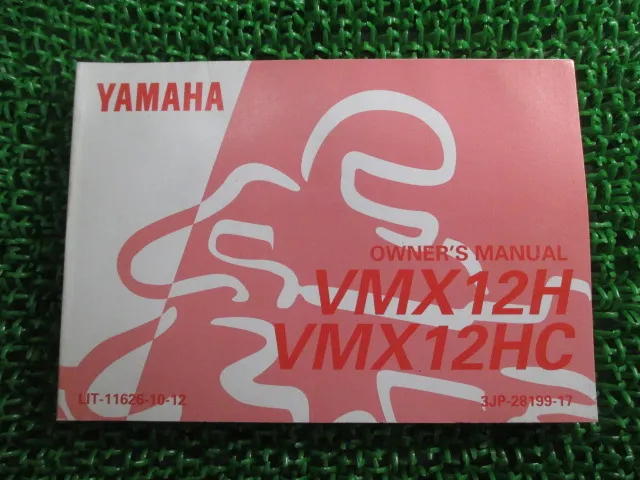 YAMAHA
OWNER'S MANUAL
VMX12H
VMX12HC
LIT-11626-10-12
3JP-28199-17